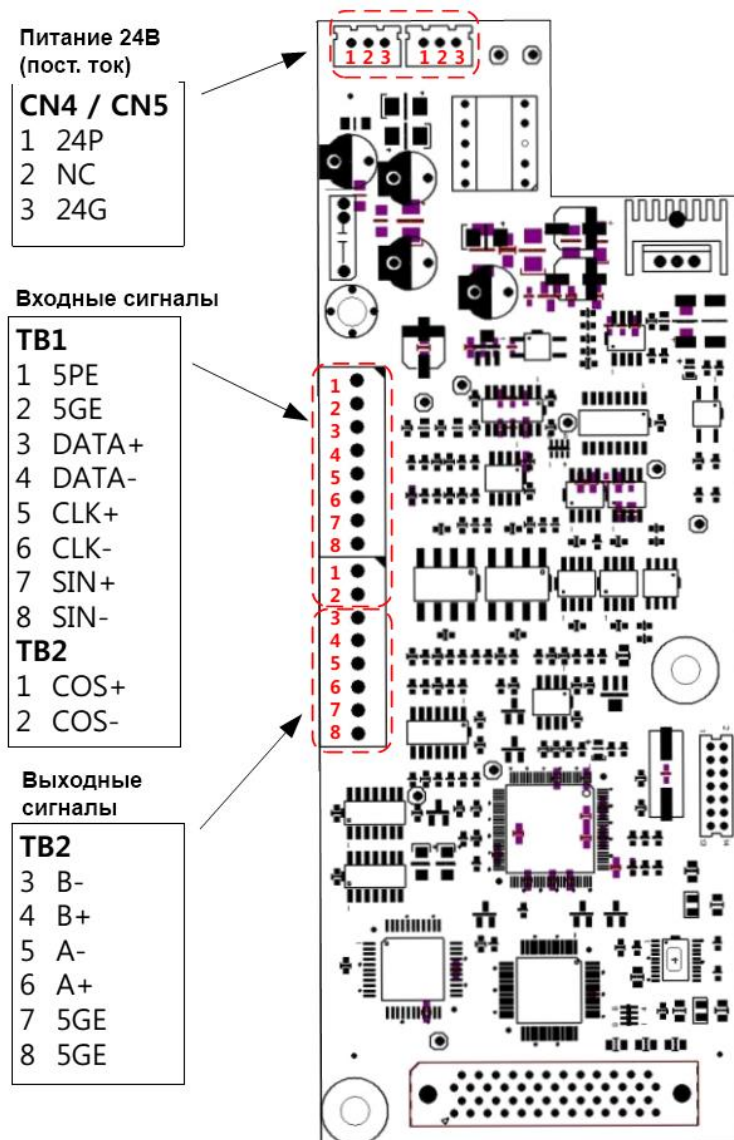 Питание 24В
(пост. ток)
CN4 / CN5
1 24P
2 NC
3 24G
1 2 3
1 2 3
Входные сигналы
TB1
1 5PE
2 5GE
3 DATA+
4 DATA-
5 CLK+
6 CLK-
7 SIN+
8 SIN-
TB2
1 COS+
2 COS-
1
2
3
4
5
6
7
8
1
2
3
4
5
6
7
8
Выходные
сигналы
TB2
3 B-
4 B+
5 A-
6 A+
7 5GE
8 5GE